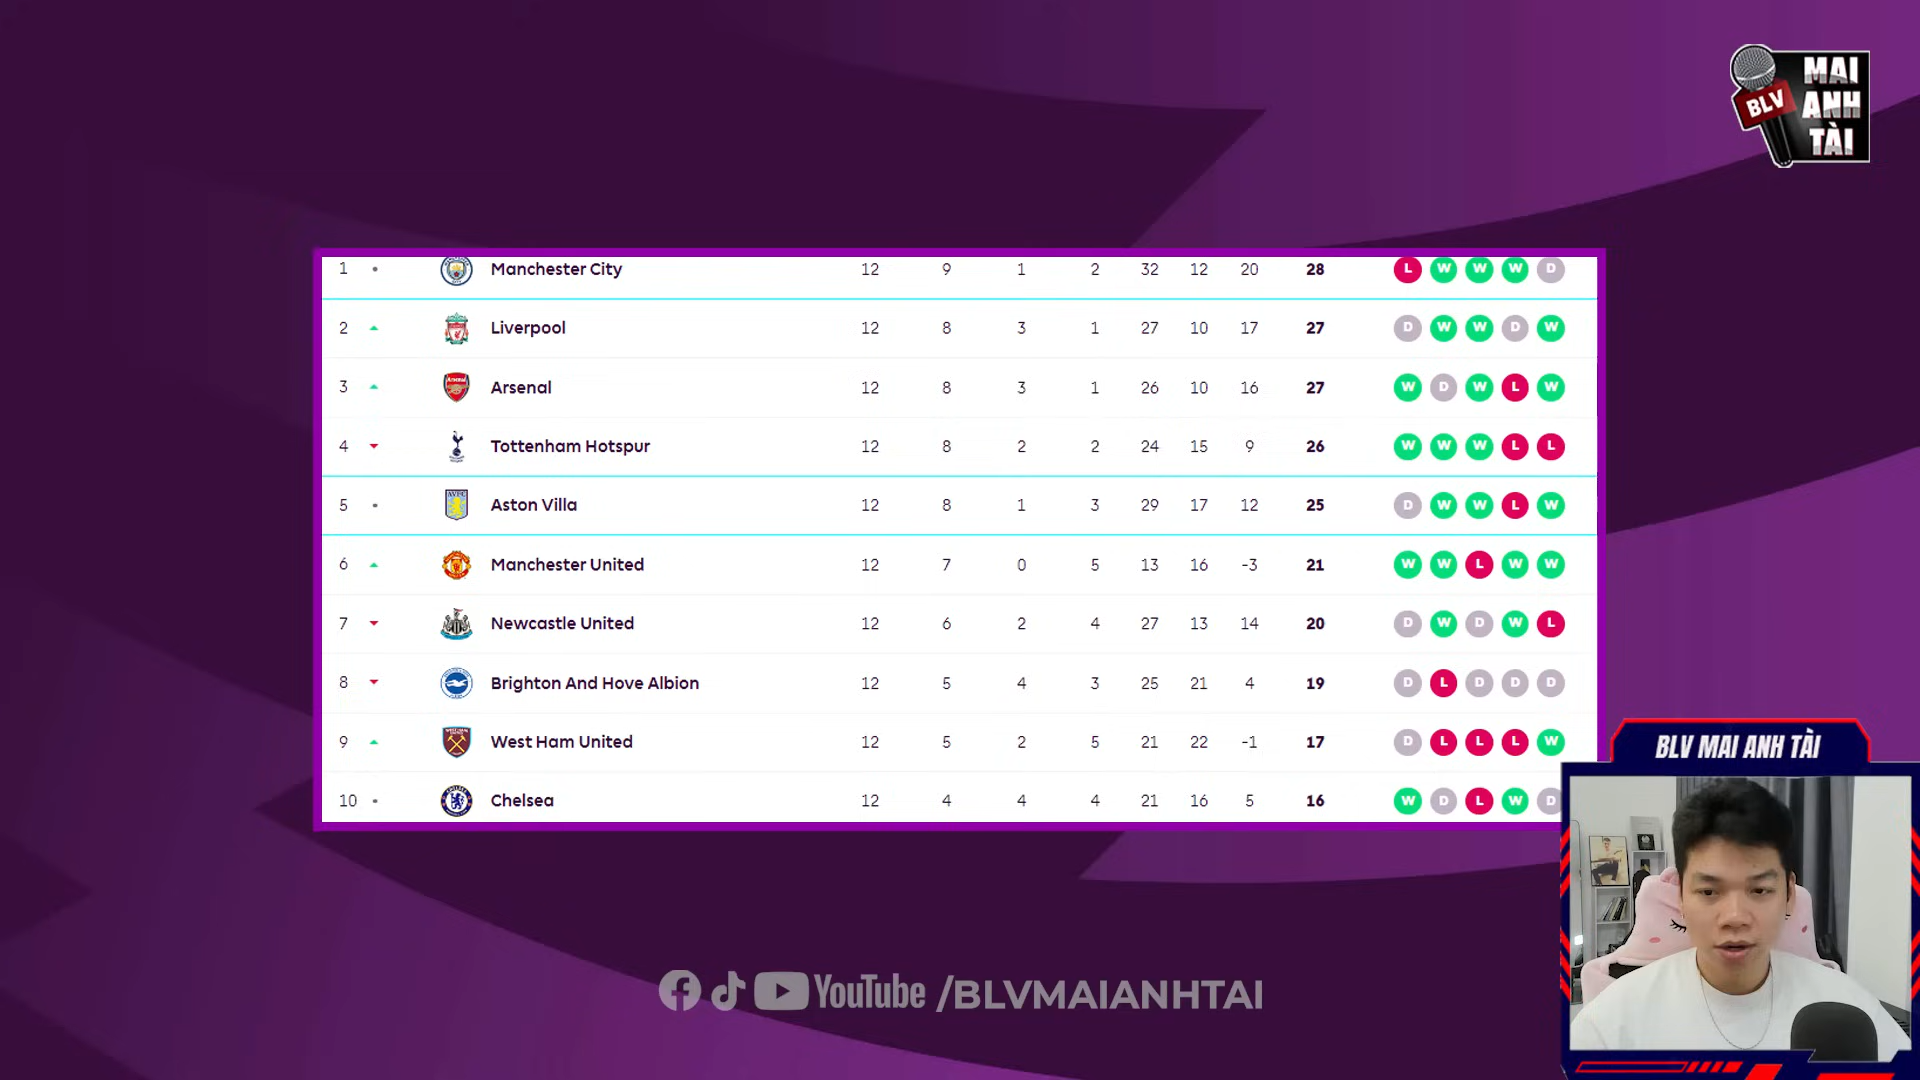 MAI
BLV ANH
TÀI
1 Manchester City 12 9 1 2 32 12 20 28 L W W W D
2 Liverpool 12 8 3 1 27 10 17 27 D W W D W
3 Arsenal 12 8 3 1 26 10 16 27 W D W L W
4 Tottenham Hotspur 12 8 2 2 24 15 9 26 W W W L L
5 Aston Villa 12 8 1 3 29 17 12 25 D W W L W
6 Manchester United 12 7 0 5 13 16 -3 21 W W L W W
7 Newcastle United 12 6 2 4 27 13 14 20 D W D W L
8 Brighton And Hove Albion 12 5 4 3 25 21 4 19 D L D D D
9 West Ham United 12 5 2 5 21 22 -1 17 D L L L W
10 Chelsea 12 4 4 4 21 16 5 16 W D L W D
BLV MAI ANH TÀI
YouTube /BLVMAIANHTAI